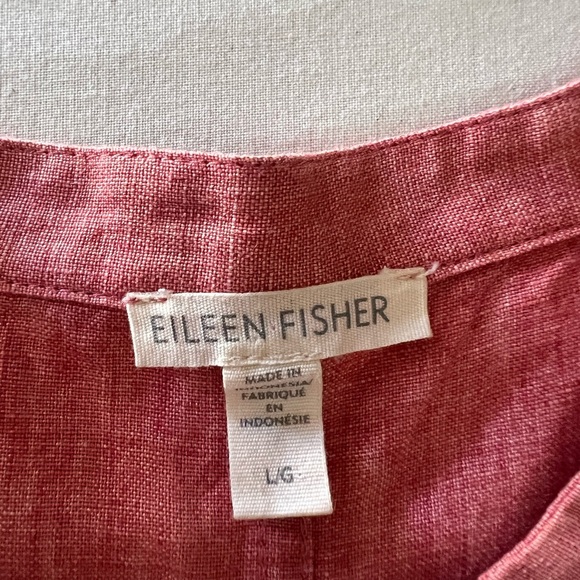 EILEEN FISHER
MADE IN
INDONESIA/
FABRIQUÉ
EN
INDONÉSIE
L/G